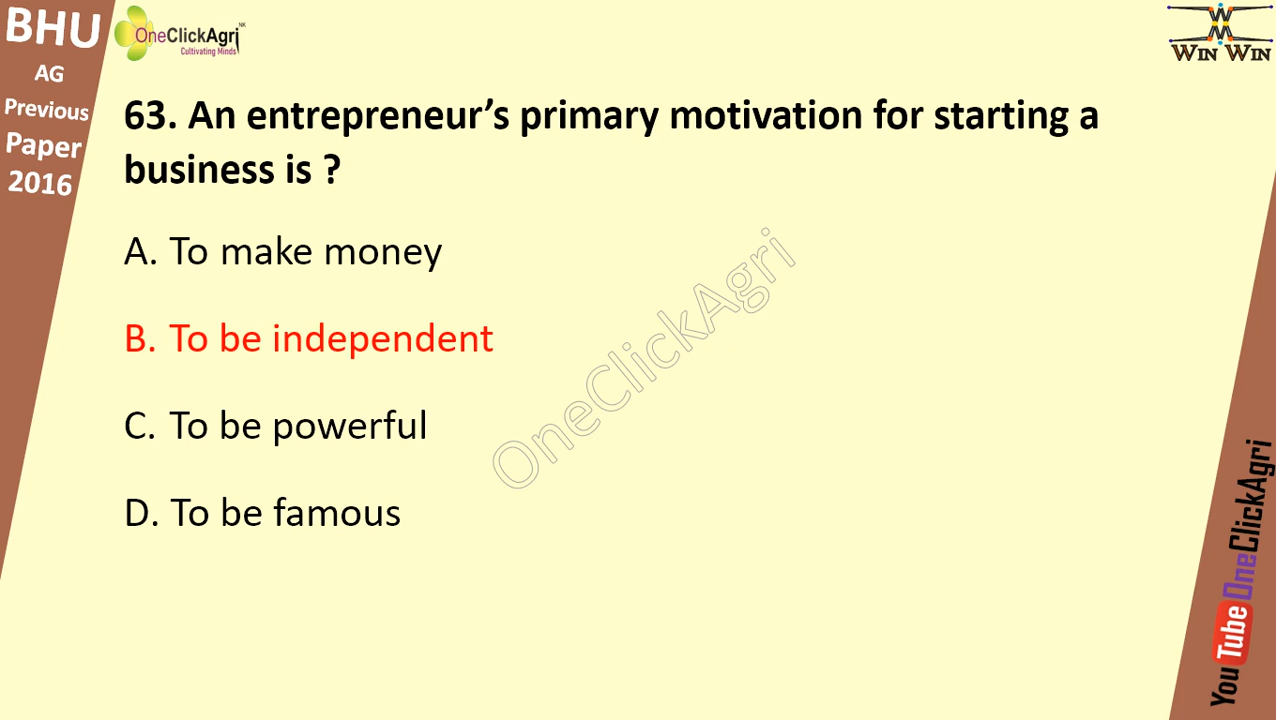 BHU
AG
Previous
Paper
2016
OneClickAgri NK
Cultivating Minds
WIN WIN
63. An entrepreneur’s primary motivation for starting a
business is ?
A. To make money
B. To be independent
C. To be powerful
D. To be famous
OneClickAgri
YouTube OneClickAgri